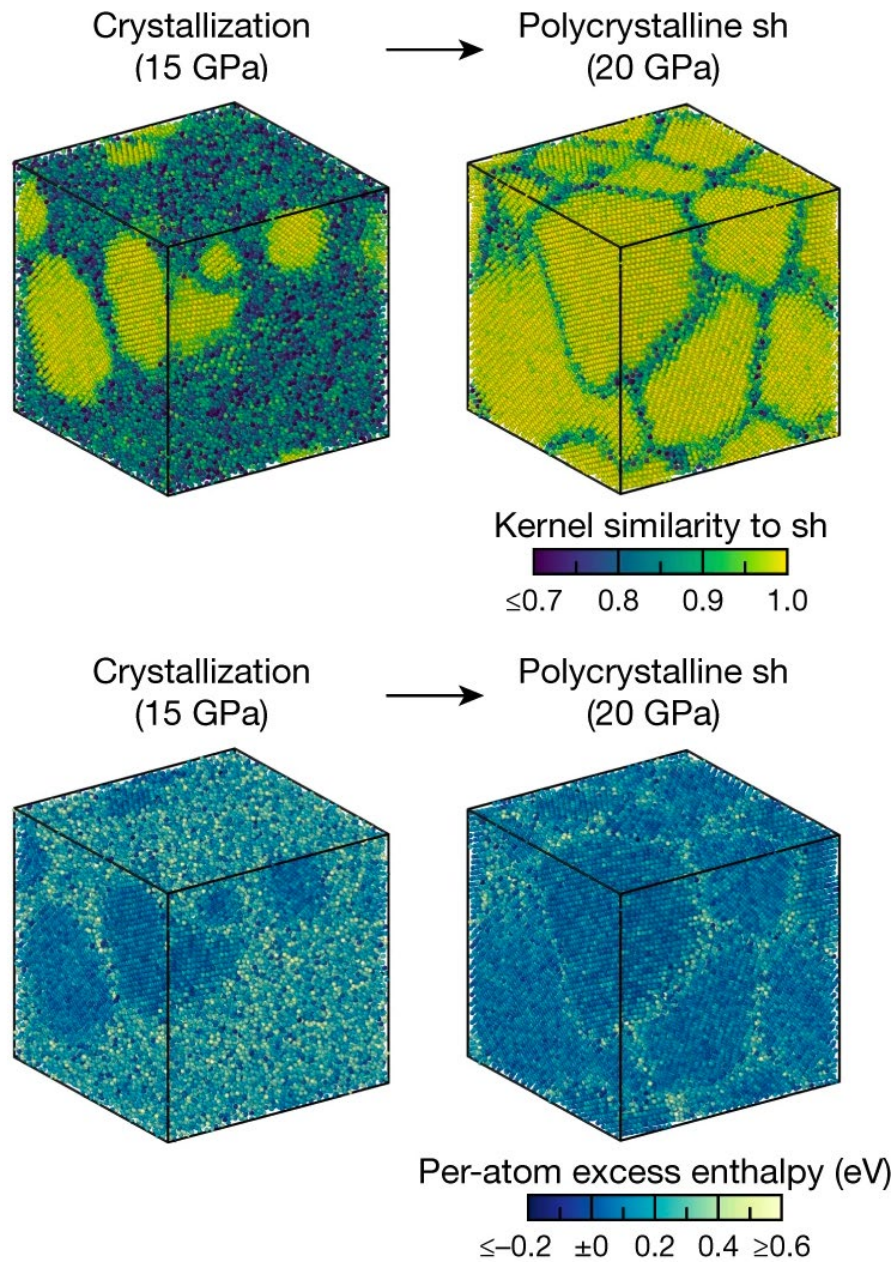 Crystallization
(15 GPa)
Polycrystalline sh
(20 GPa)
Kernel similarity to sh
≤0.7 0.8 0.9 1.0
Crystallization
(15 GPa)
Polycrystalline sh
(20 GPa)
Per-atom excess enthalpy (eV)
≤−0.2 ±0 0.2 0.4 ≥0.6